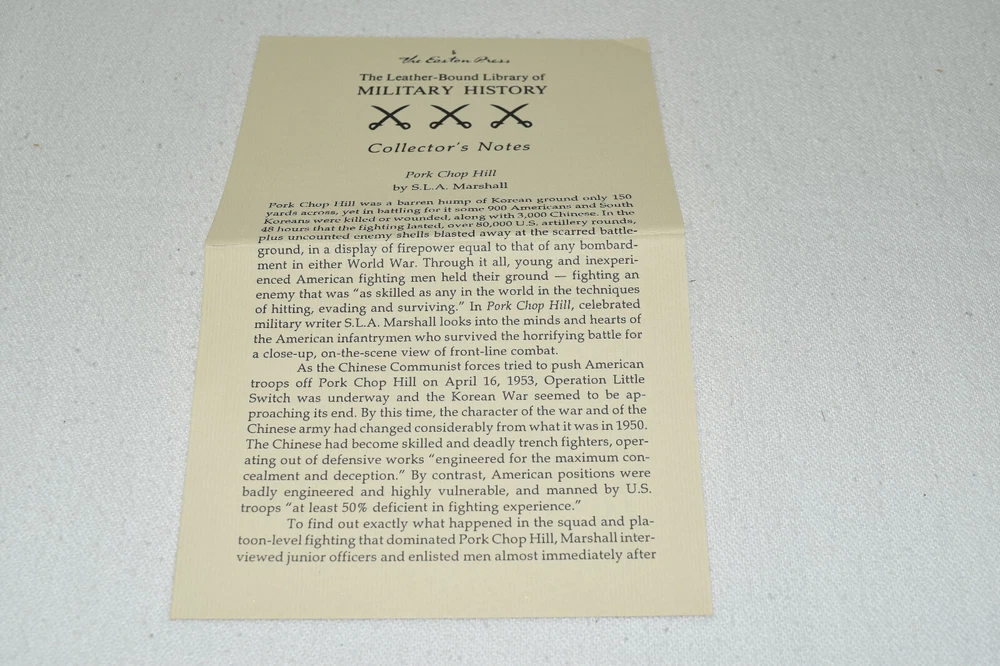 The Easton Press
The Leather-Bound Library of
MILITARY HISTORY
Collector's Notes
Pork Chop Hill
by S.L.A. Marshall
Pork Chop Hill was a barren hump of Korean ground only 150
yards across, yet in battling for it some 900 Americans and South
Koreans were killed or wounded, along with 3,000 Chinese. In the
48 hours that the fighting lasted, over 80,000 U.S. artillery rounds,
plus uncounted enemy shells blasted away at the scarred battle-
ground, in a display of firepower equal to that of any bombard-
ment in either World War. Through it all, young and inexperi-
enced American fighting men held their ground — fighting an
enemy that was “as skilled as any in the world in the techniques
of hitting, evading and surviving.” In Pork Chop Hill, celebrated
military writer S.L.A. Marshall looks into the minds and hearts of
the American infantrymen who survived the horrifying battle for
a close-up, on-the-scene view of front-line combat.
As the Chinese Communist forces tried to push American
troops off Pork Chop Hill on April 16, 1953, Operation Little
Switch was underway and the Korean War seemed to be ap-
proaching its end. By this time, the character of the war and of the
Chinese army had changed considerably from what it was in 1950.
The Chinese had become skilled and deadly trench fighters, oper-
ating out of defensive works “engineered for the maximum con-
cealment and deception.” By contrast, American positions were
badly engineered and highly vulnerable, and manned by U.S.
troops “at least 50% deficient in fighting experience.”
To find out exactly what happened in the squad and pla-
toon-level fighting that dominated Pork Chop Hill, Marshall inter-
viewed junior officers and enlisted men almost immediately after